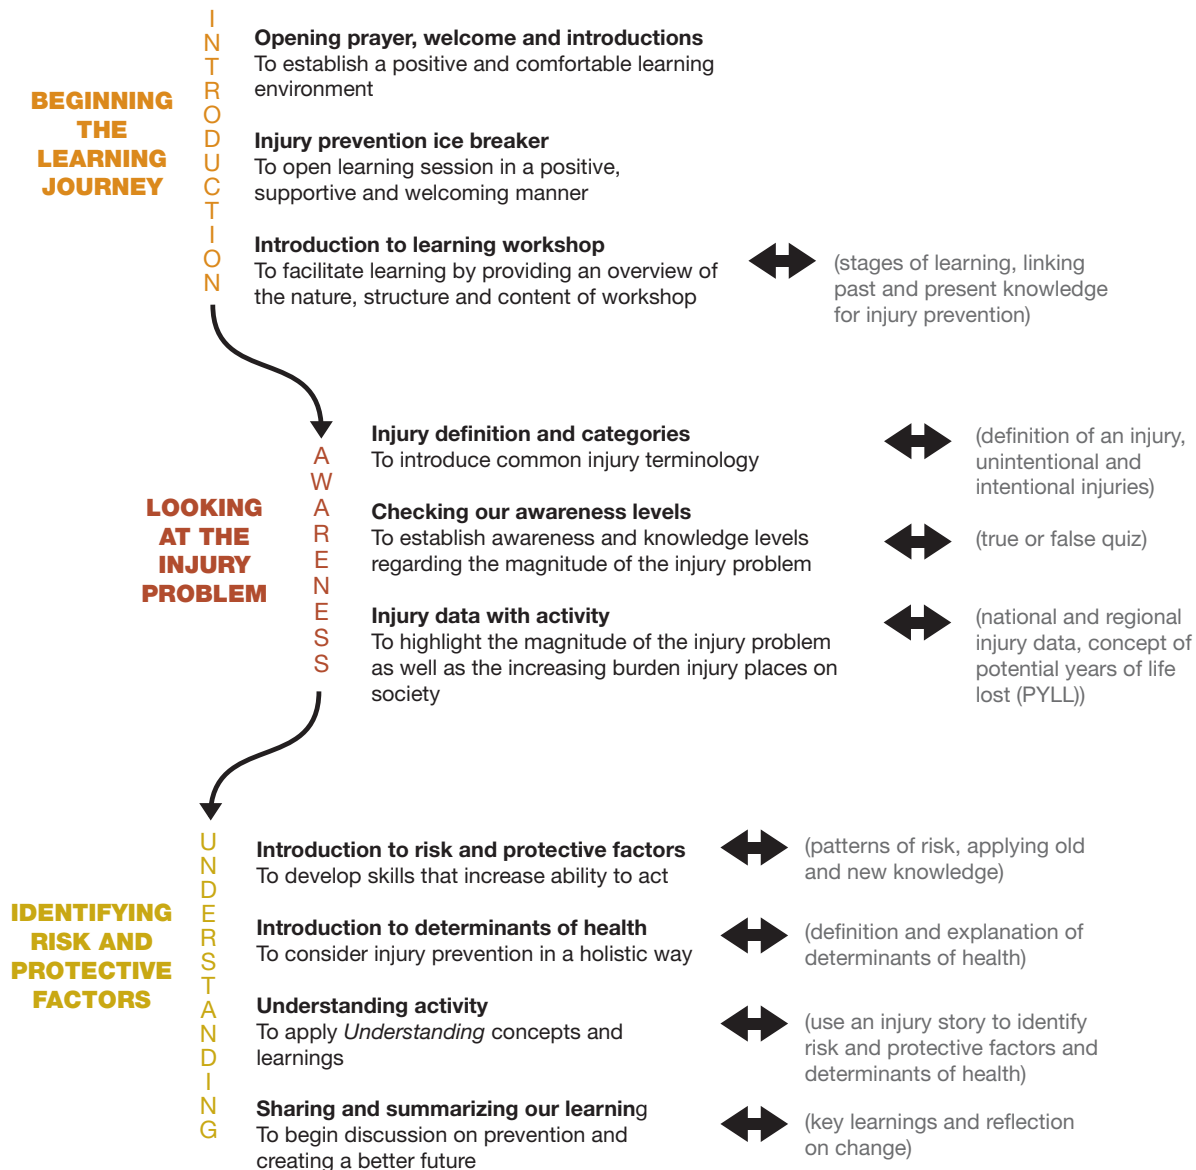 BEGINNING
THE
LEARNING
JOURNEY
INTRODUCTION
Opening prayer, welcome and introductions
To establish a positive and comfortable learning
environment
Injury prevention ice breaker
To open learning session in a positive,
supportive and welcoming manner
Introduction to learning workshop
To facilitate learning by providing an overview of
the nature, structure and content of workshop
(stages of learning, linking
past and present knowledge
for injury prevention)
LOOKING
AT THE
INJURY
PROBLEM
AWARENESS
Injury definition and categories
To introduce common injury terminology
(definition of an injury,
unintentional and
intentional injuries)
Checking our awareness levels
To establish awareness and knowledge levels
regarding the magnitude of the injury problem
(true or false quiz)
Injury data with activity
To highlight the magnitude of the injury problem
as well as the increasing burden injury places on
society
(national and regional
injury data, concept of
potential years of life
lost (PYLL))
IDENTIFYING
RISK AND
PROTECTIVE
FACTORS
UNDERSTANDING
Introduction to risk and protective factors
To develop skills that increase ability to act
(patterns of risk, applying old
and new knowledge)
Introduction to determinants of health
To consider injury prevention in a holistic way
(definition and explanation of
determinants of health)
Understanding activity
To apply Understanding concepts and
learnings
(use an injury story to identify
risk and protective factors and
determinants of health)
Sharing and summarizing our learning
To begin discussion on prevention and
creating a better future
(key learnings and reflection
on change)